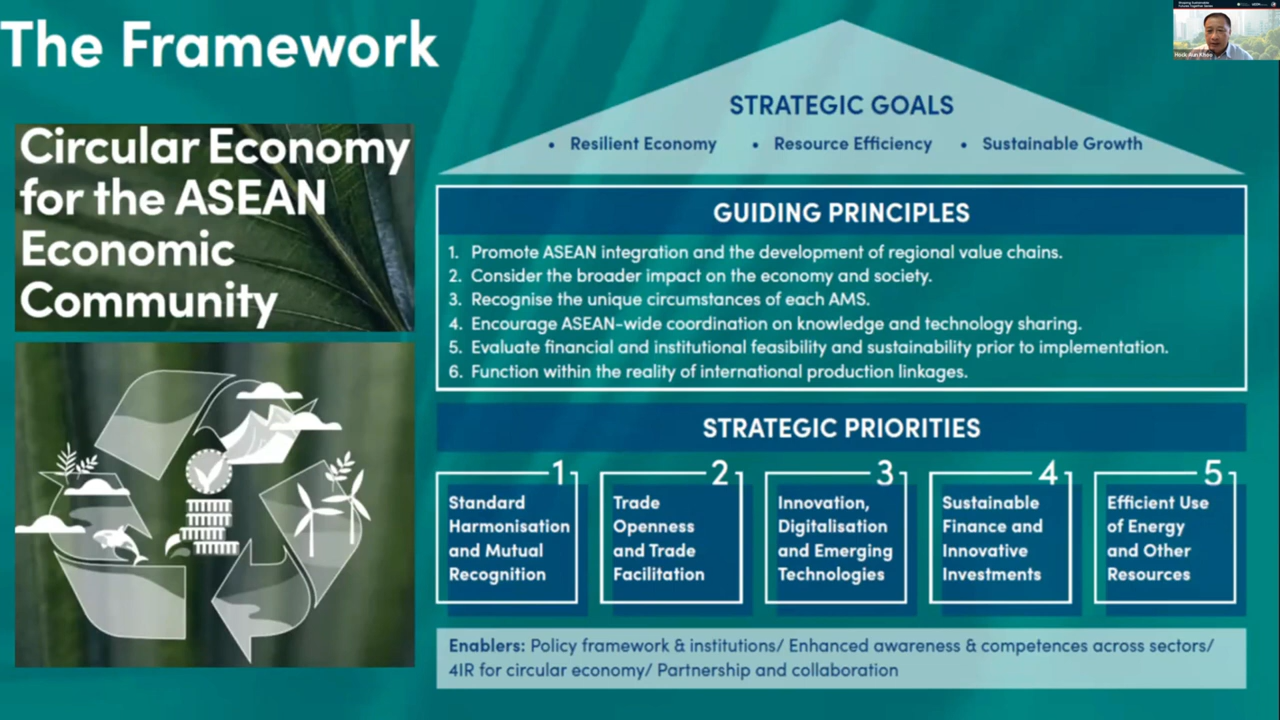 The Framework
Circular Economy
for the ASEAN
Economic
Community
STRATEGIC GOALS
• Resilient Economy • Resource Efficiency • Sustainable Growth
GUIDING PRINCIPLES
1. Promote ASEAN integration and the development of regional value chains.
2. Consider the broader impact on the economy and society.
3. Recognise the unique circumstances of each AMS.
4. Encourage ASEAN-wide coordination on knowledge and technology sharing.
5. Evaluate financial and institutional feasibility and sustainability prior to implementation.
6. Function within the reality of international production linkages.
STRATEGIC PRIORITIES
1
Standard
Harmonisation
and Mutual
Recognition
2
Trade
Openness
and Trade
Facilitation
3
Innovation,
Digitalisation
and Emerging
Technologies
4
Sustainable
Finance and
Innovative
Investments
5
Efficient Use
of Energy
and Other
Resources
Enablers: Policy framework & institutions/ Enhanced awareness & competences across sectors/
4IR for circular economy/ Partnership and collaboration